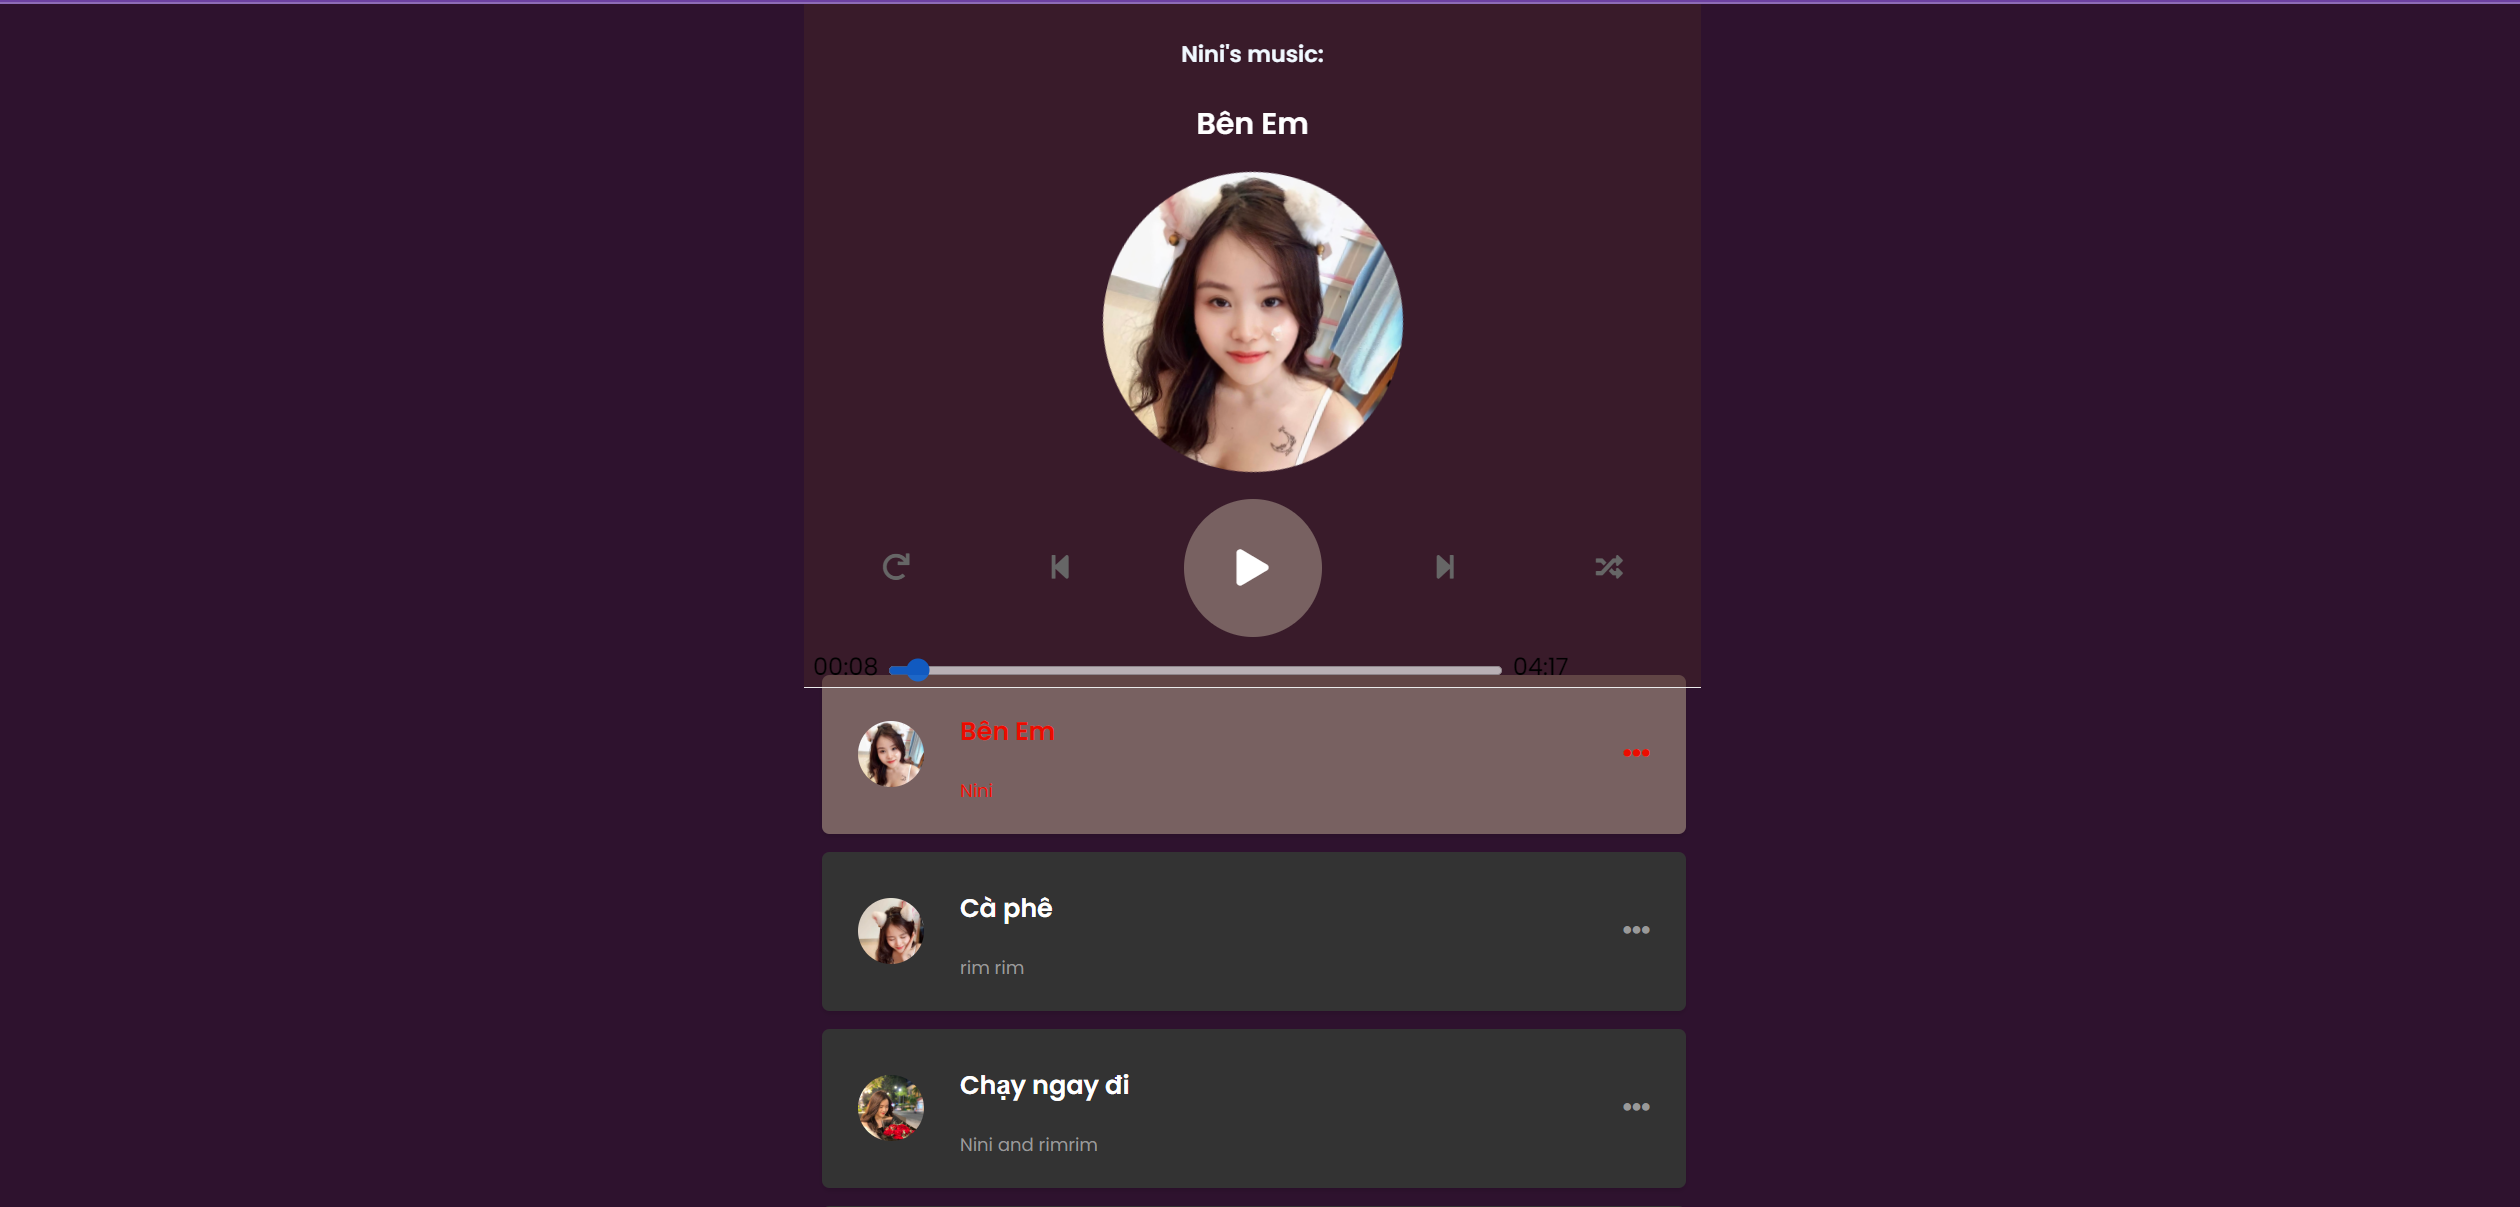 Nini's music:
Bên Em
00:08 04:17
Bên Em
Nini
Cà phê
rim rim
Chạy ngay đi
Nini and rimrim